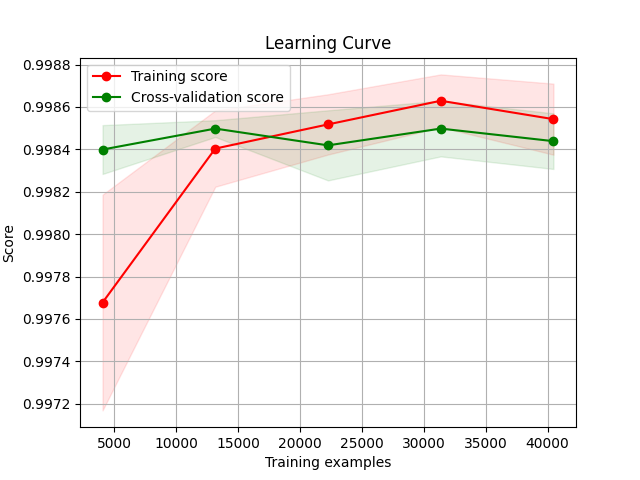 Learning Curve
0.9988
0.9986
0.9984
0.9982
0.9980
0.9978
0.9976
0.9974
0.9972
Score
Training score
Cross-validation score
5000 10000 15000 20000 25000 30000 35000 40000
Training examples